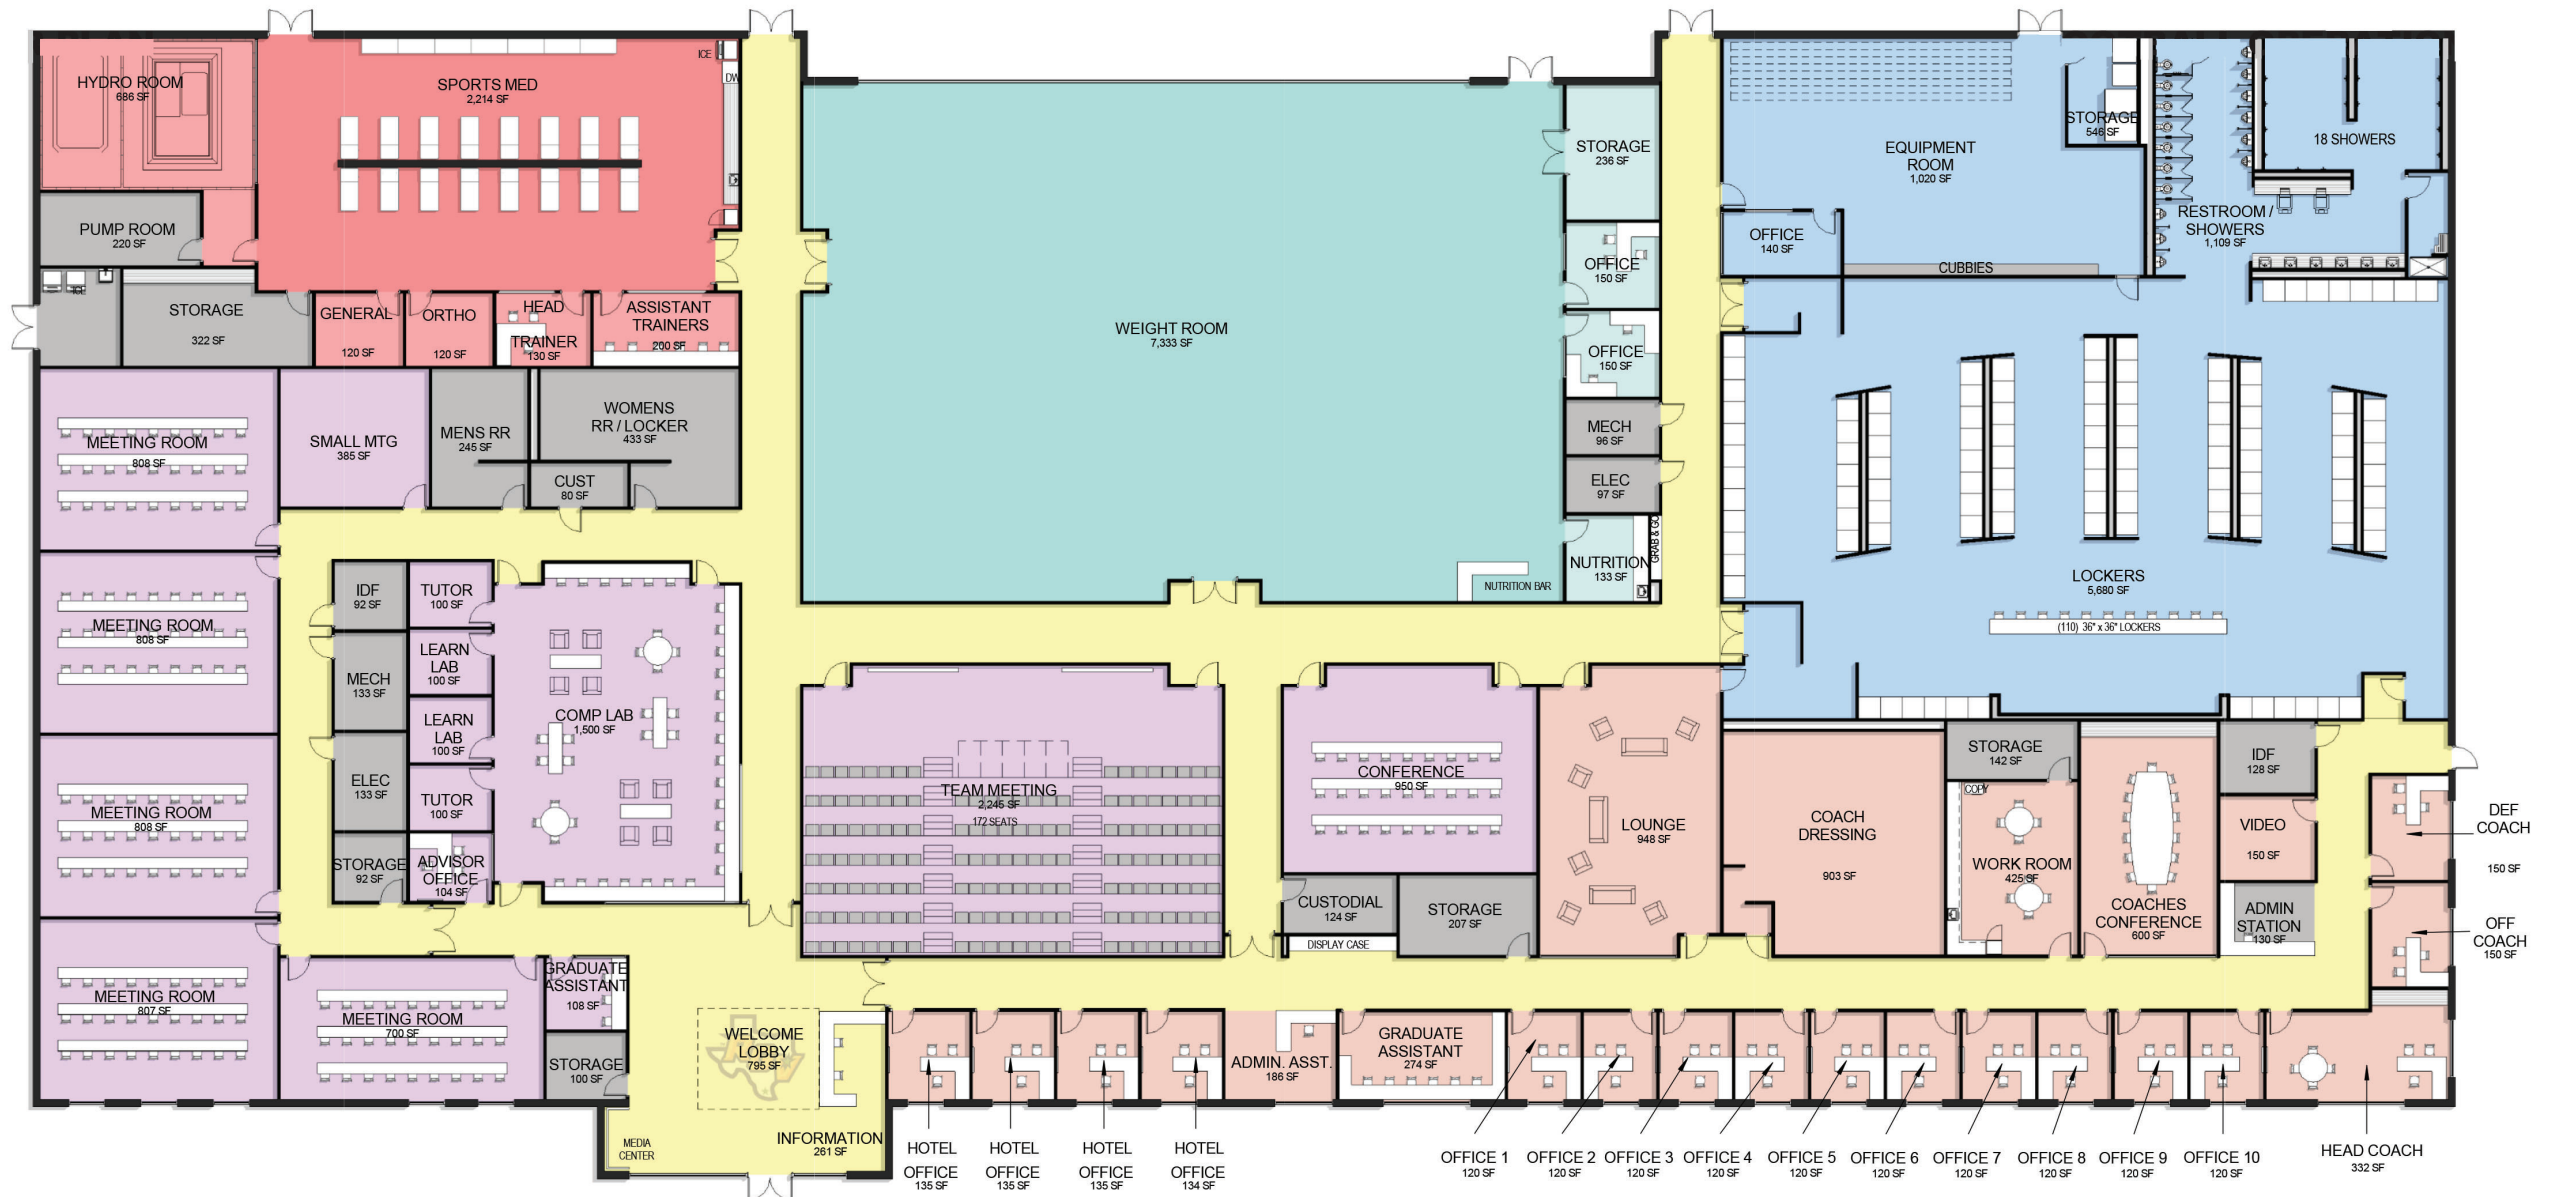 HYDRO ROOM
686 SF
SPORTS MED
2,214 SF
ICE
DW
PUMP ROOM
220 SF
STORAGE
322 SF
GENERAL
120 SF
ORTHO
120 SF
HEAD
TRAINER
130 SF
ASSISTANT
TRAINERS
200 SF
WEIGHT ROOM
7,333 SF
STORAGE
236 SF
OFFICE
150 SF
OFFICE
150 SF
MECH
96 SF
ELEC
97 SF
NUTRITION
133 SF
GRAB & GO
NUTRITION BAR
EQUIPMENT
ROOM
1,020 SF
STORAGE
546 SF
OFFICE
140 SF
CUBBIES
18 SHOWERS
RESTROOM /
SHOWERS
1,109 SF
LOCKERS
5,680 SF
(110) 36" x 36" LOCKERS
MEETING ROOM
808 SF
SMALL MTG
385 SF
MENS RR
245 SF
WOMENS
RR / LOCKER
433 SF
CUST
80 SF
MEETING ROOM
808 SF
MEETING ROOM
808 SF
MEETING ROOM
807 SF
MEETING ROOM
700 SF
IDF
92 SF
MECH
133 SF
ELEC
133 SF
STORAGE
92 SF
TUTOR
100 SF
LEARN
LAB
100 SF
LEARN
LAB
100 SF
TUTOR
100 SF
ADVISOR
OFFICE
104 SF
COMP LAB
1,500 SF
GRADUATE
ASSISTANT
108 SF
STORAGE
100 SF
TEAM MEETING
2,245 SF
172 SEATS
CONFERENCE
950 SF
CUSTODIAL
124 SF
STORAGE
207 SF
DISPLAY CASE
LOUNGE
948 SF
COACH
DRESSING
903 SF
STORAGE
142 SF
COPY
WORK ROOM
425 SF
COACHES
CONFERENCE
600 SF
IDF
128 SF
VIDEO
150 SF
ADMIN
STATION
130 SF
DEF
COACH
150 SF
OFF
COACH
150 SF
WELCOME
LOBBY
795 SF
INFORMATION
261 SF
MEDIA
CENTER
HOTEL
OFFICE
135 SF
HOTEL
OFFICE
135 SF
HOTEL
OFFICE
135 SF
HOTEL
OFFICE
134 SF
ADMIN. ASST.
186 SF
GRADUATE
ASSISTANT
274 SF
OFFICE 1
120 SF
OFFICE 2
120 SF
OFFICE 3
120 SF
OFFICE 4
120 SF
OFFICE 5
120 SF
OFFICE 6
120 SF
OFFICE 7
120 SF
OFFICE 8
120 SF
OFFICE 9
120 SF
OFFICE 10
120 SF
HEAD COACH
332 SF